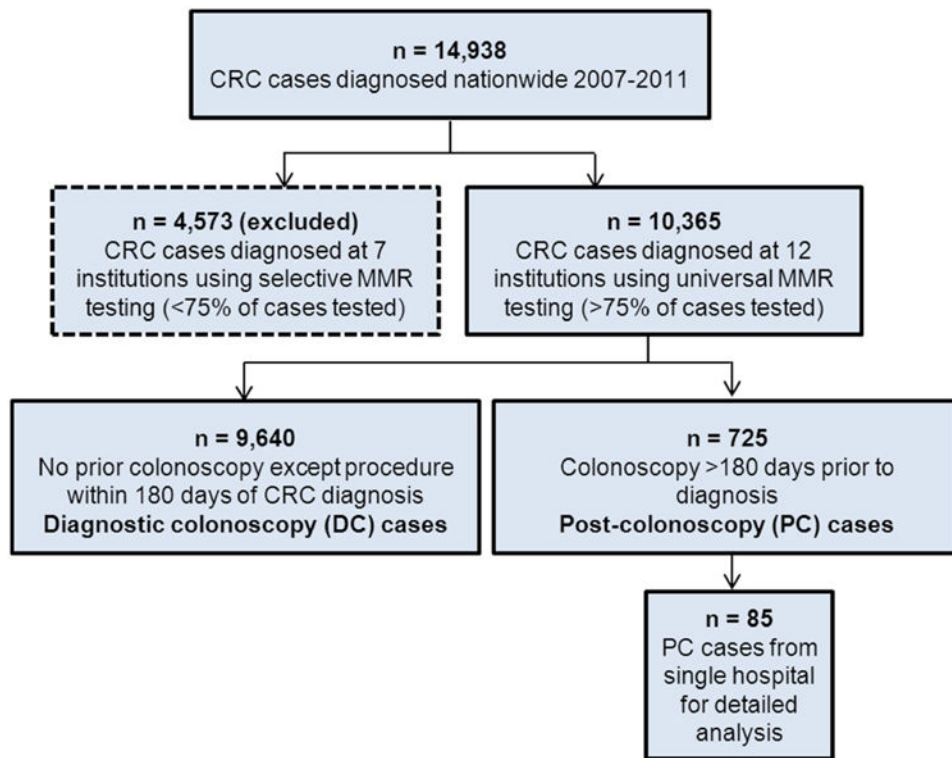 n = 14,938
CRC cases diagnosed nationwide 2007-2011
n = 4,573 (excluded)
CRC cases diagnosed at 7
institutions using selective MMR
testing (<75% of cases tested)
n = 10,365
CRC cases diagnosed at 12
institutions using universal MMR
testing (>75% of cases tested)
n = 9,640
No prior colonoscopy except procedure
within 180 days of CRC diagnosis
Diagnostic colonoscopy (DC) cases
n = 725
Colonoscopy >180 days prior to
diagnosis
Post-colonoscopy (PC) cases
n = 85
PC cases from
single hospital
for detailed
analysis